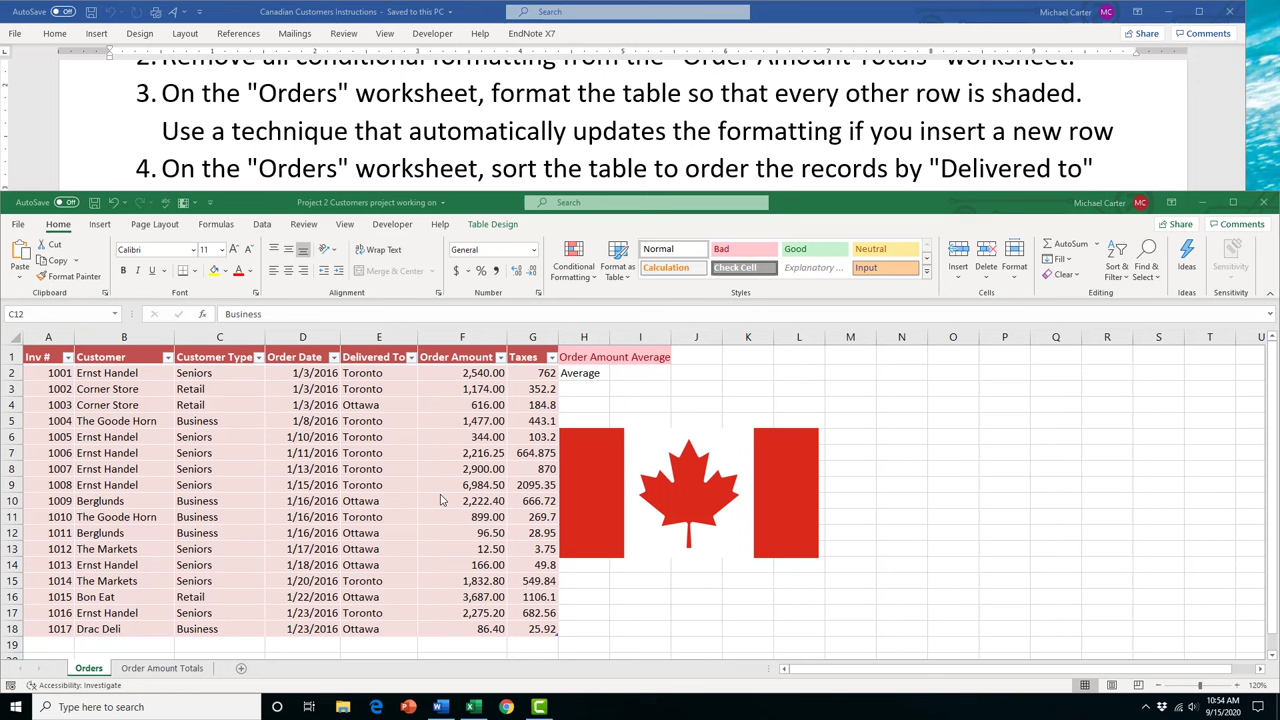 AutoSave Off Canadian Customers Instructions - Saved to this PC Search Michael Carter MC
File Home Insert Design Layout References Mailings Review View Developer Help EndNote X7 Share Comments
2. Remove all conditional formatting from the "Order Amount Totals" worksheet.
3. On the "Orders" worksheet, format the table so that every other row is shaded.
Use a technique that automatically updates the formatting if you insert a new row
4. On the "Orders" worksheet, sort the table to order the records by "Delivered to"
AutoSave Off Project 2 Customers project working on Search Michael Carter MC
File Home Insert Page Layout Formulas Data Review View Developer Help Table Design Share Comments
Paste Cut Copy Format Painter Clipboard
Calibri 11 B I U Font
Wrap Text Merge & Center Alignment
General $ % Number
Conditional Formatting Format as Table Normal Bad Good Neutral Calculation Check Cell Explanatory ... Input Styles
Insert Delete Format Cells
AutoSum Fill Clear Sort & Filter Find & Select Editing
Ideas Ideas Sensitivity Sensitivity
C12 fx Business
A B C D E F G H I J K L M N O P Q R S T U
1 Inv # Customer Customer Type Order Date Delivered To Order Amount Taxes Order Amount Average
2 1001 Ernst Handel Seniors 1/3/2016 Toronto 2,540.00 762 Average
3 1002 Corner Store Retail 1/3/2016 Toronto 1,174.00 352.2
4 1003 Corner Store Retail 1/3/2016 Ottawa 616.00 184.8
5 1004 The Goode Horn Business 1/8/2016 Toronto 1,477.00 443.1
6 1005 Ernst Handel Seniors 1/10/2016 Toronto 344.00 103.2
7 1006 Ernst Handel Seniors 1/11/2016 Toronto 2,216.25 664.875
8 1007 Ernst Handel Seniors 1/13/2016 Toronto 2,900.00 870
9 1008 Ernst Handel Seniors 1/15/2016 Toronto 6,984.50 2095.35
10 1009 Berglunds Business 1/16/2016 Ottawa 2,222.40 666.72
11 1010 The Goode Horn Business 1/16/2016 Toronto 899.00 269.7
12 1011 Berglunds Business 1/16/2016 Ottawa 96.50 28.95
13 1012 The Markets Seniors 1/17/2016 Ottawa 12.50 3.75
14 1013 Ernst Handel Seniors 1/18/2016 Ottawa 166.00 49.8
15 1014 The Markets Seniors 1/20/2016 Toronto 1,832.80 549.84
16 1015 Bon Eat Retail 1/22/2016 Ottawa 3,687.00 1106.1
17 1016 Ernst Handel Seniors 1/23/2016 Toronto 2,275.20 682.56
18 1017 Drac Deli Business 1/23/2016 Ottawa 86.40 25.92
19
Orders Order Amount Totals
Accessibility: Investigate 120%
Type here to search 10:54 AM
9/15/2020